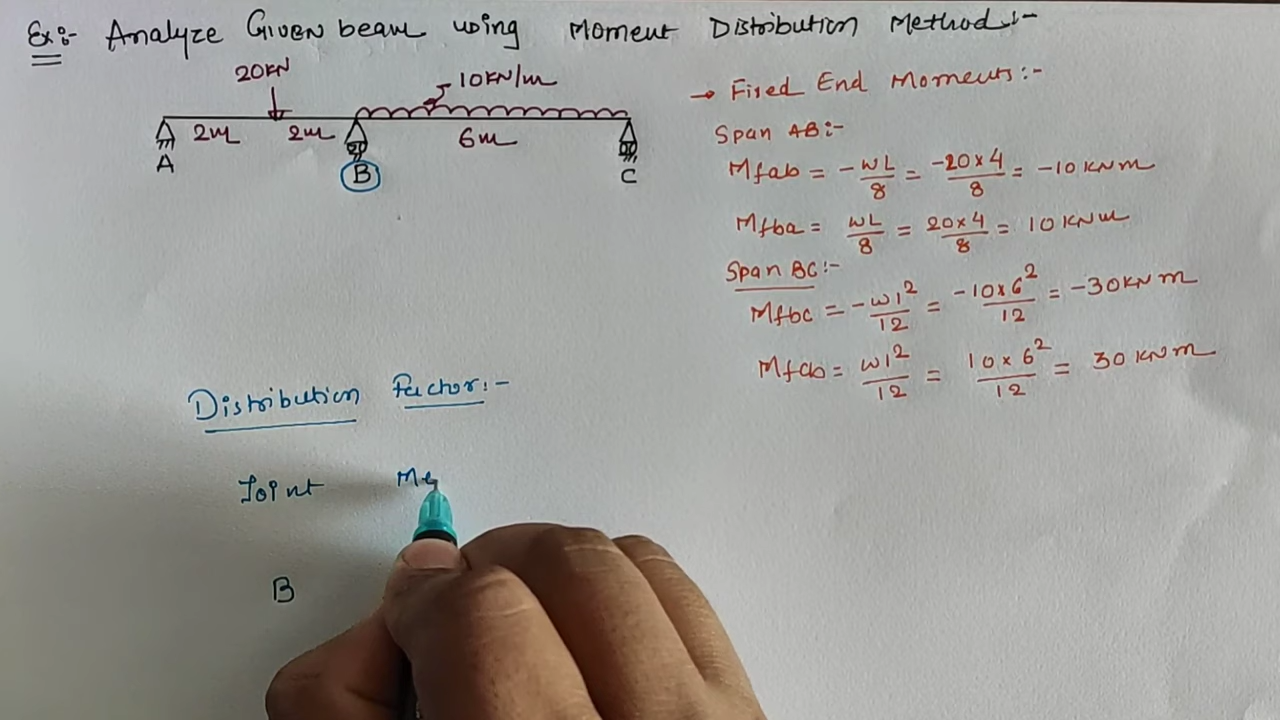 Ex:- Analyze Given beam using Moment Distribution Method:-
20KN
10KN/m
2m 2m 6m
A B C
→ Fixed End Moments:-
Span AB:-
Mfab = -WL/8 = -20×4/8 = -10 KNm
Mfba = WL/8 = 20×4/8 = 10 KNm
Span BC:-
Mfbc = -wl²/12 = -10×6²/12 = -30KNm
Mfcb = wl²/12 = 10×6²/12 = 30 KNm
Distribution Factor:-
Joint Me
B